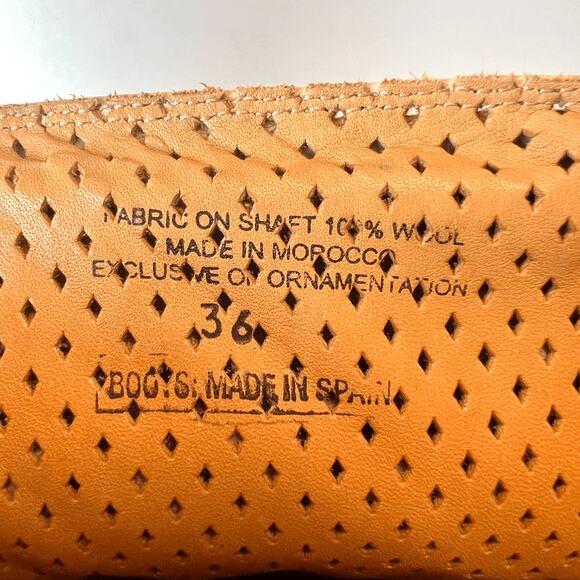 FABRIC ON SHAFT 100% WOOL
MADE IN MOROCCO
EXCLUSIVE OF ORNAMENTATION
36
BOOTS: MADE IN SPAIN